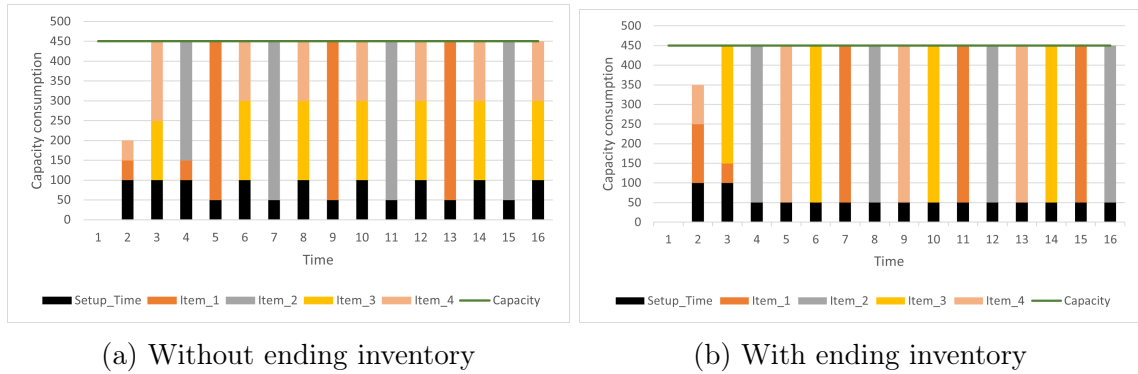 500
450
400
350
300
250
200
150
100
50
0
Capacity consumption
1 2 3 4 5 6 7 8 9 10 11 12 13 14 15 16
Time
Setup_Time Item_1 Item_2 Item_3 Item_4 Capacity
(a) Without ending inventory
500
450
400
350
300
250
200
150
100
50
0
Capacity consumption
1 2 3 4 5 6 7 8 9 10 11 12 13 14 15 16
Time
Setup_Time Item_1 Item_2 Item_3 Item_4 Capacity
(b) With ending inventory